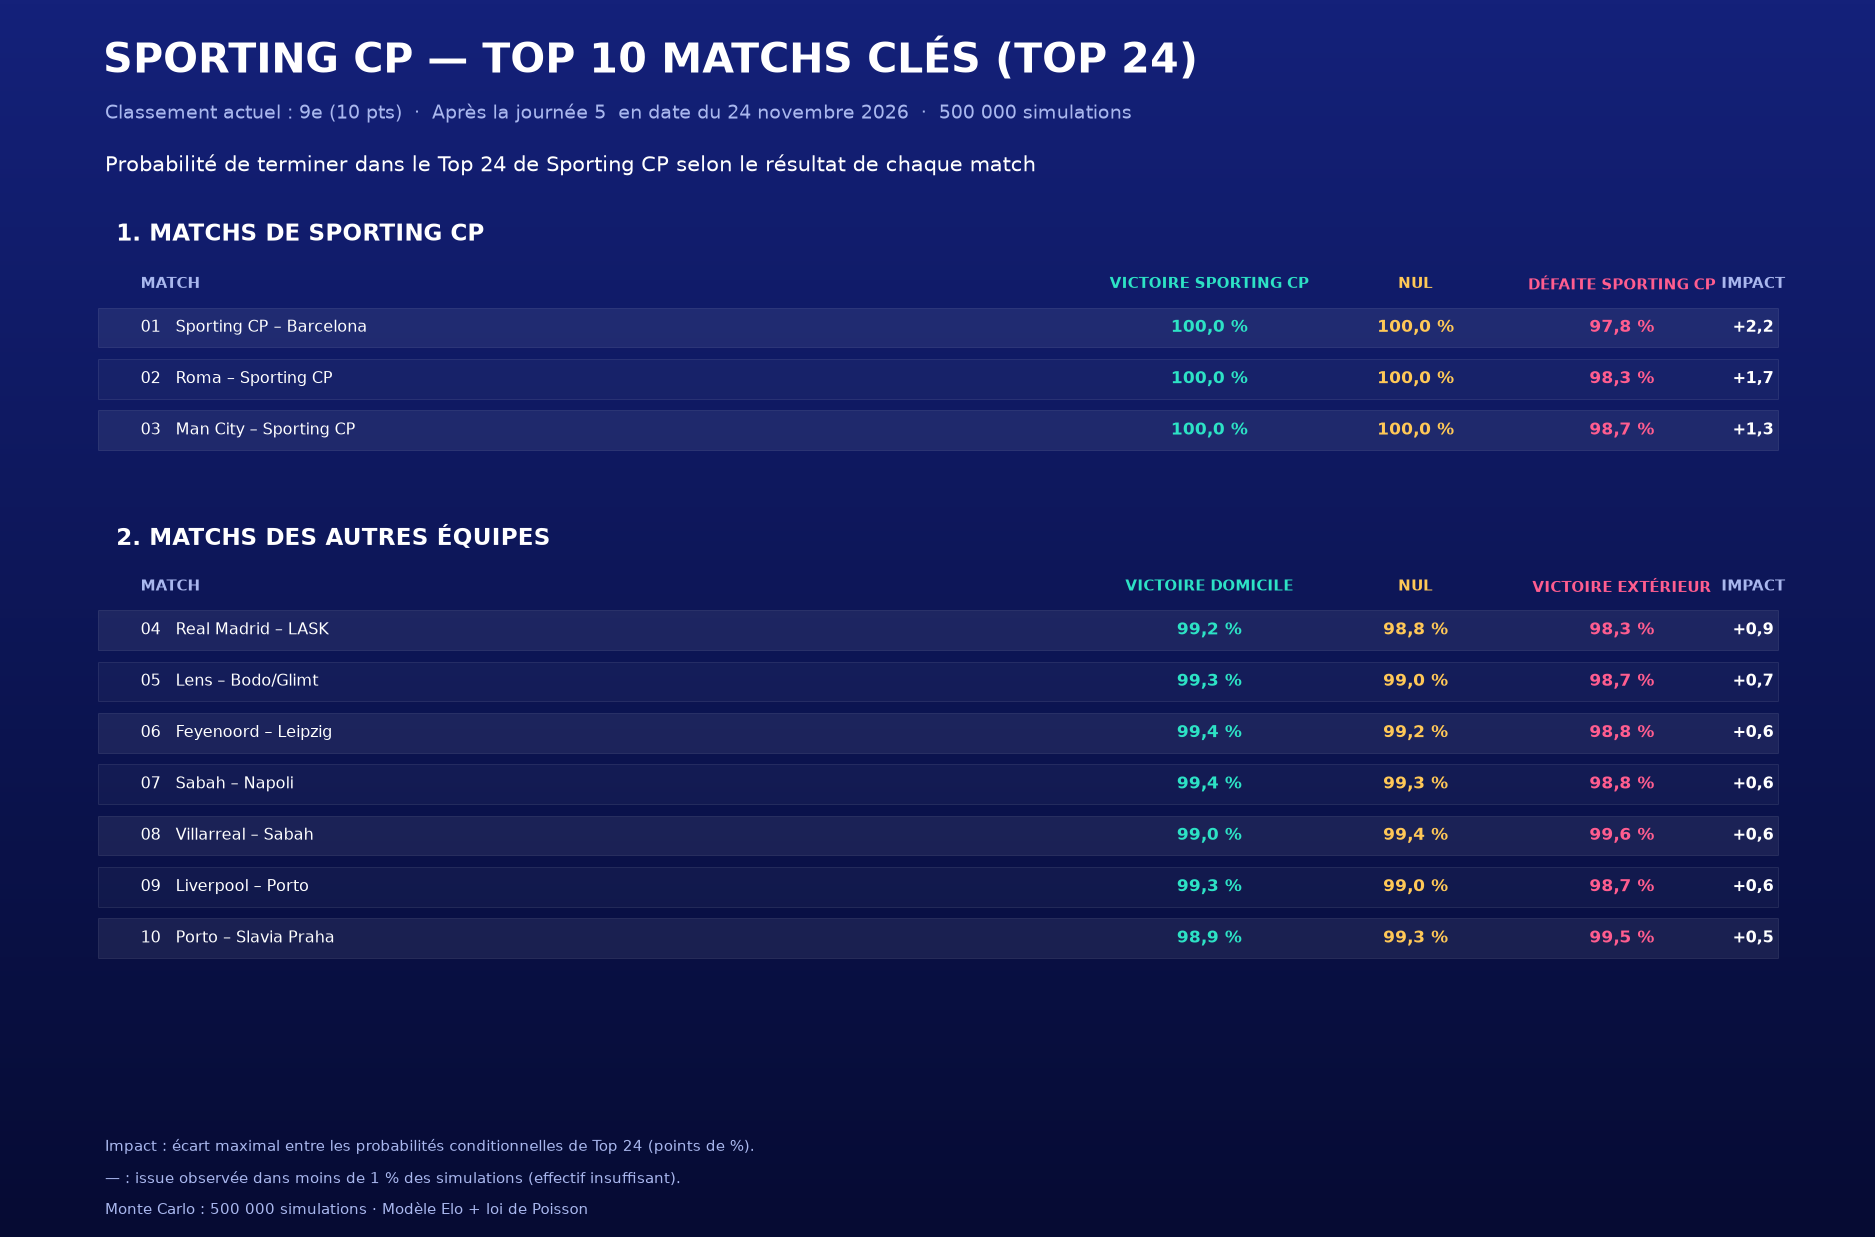 SPORTING CP — TOP 10 MATCHS CLÉS (TOP 24)
Classement actuel : 9e (10 pts) · Après la journée 5 en date du 24 novembre 2026 · 500 000 simulations
Probabilité de terminer dans le Top 24 de Sporting CP selon le résultat de chaque match
1. MATCHS DE SPORTING CP
MATCH VICTOIRE SPORTING CP NUL DÉFAITE SPORTING CP IMPACT
01 Sporting CP – Barcelona 100,0 % 100,0 % 97,8 % +2,2
02 Roma – Sporting CP 100,0 % 100,0 % 98,3 % +1,7
03 Man City – Sporting CP 100,0 % 100,0 % 98,7 % +1,3
2. MATCHS DES AUTRES ÉQUIPES
MATCH VICTOIRE DOMICILE NUL VICTOIRE EXTÉRIEUR IMPACT
04 Real Madrid – LASK 99,2 % 98,8 % 98,3 % +0,9
05 Lens – Bodo/Glimt 99,3 % 99,0 % 98,7 % +0,7
06 Feyenoord – Leipzig 99,4 % 99,2 % 98,8 % +0,6
07 Sabah – Napoli 99,4 % 99,3 % 98,8 % +0,6
08 Villarreal – Sabah 99,0 % 99,4 % 99,6 % +0,6
09 Liverpool – Porto 99,3 % 99,0 % 98,7 % +0,6
10 Porto – Slavia Praha 98,9 % 99,3 % 99,5 % +0,5
Impact : écart maximal entre les probabilités conditionnelles de Top 24 (points de %).
— : issue observée dans moins de 1 % des simulations (effectif insuffisant).
Monte Carlo : 500 000 simulations · Modèle Elo + loi de Poisson